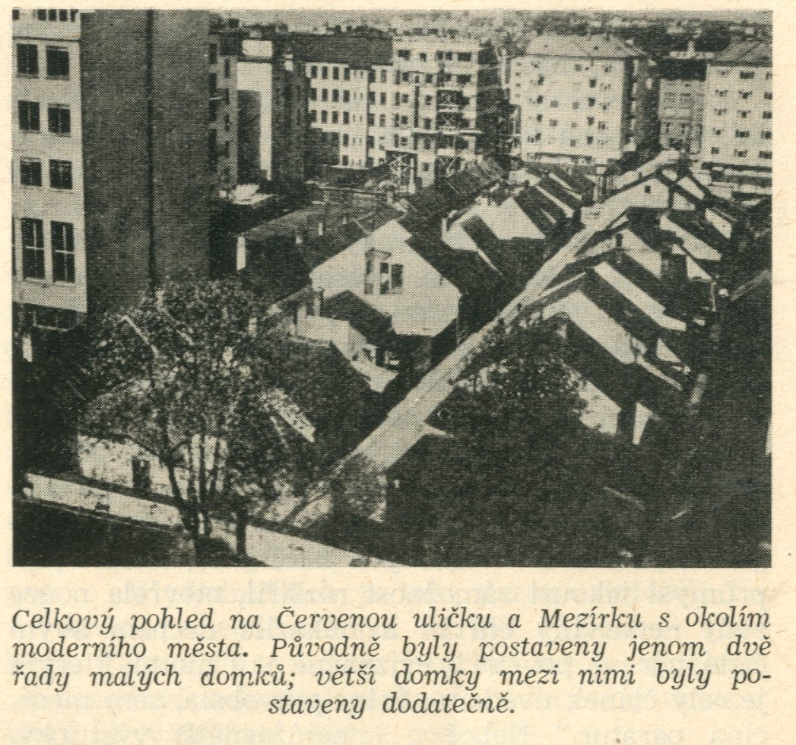 Celkový pohled na Červenou uličku a Mezírku s okolím
moderního města. Původně byly postaveny jenom dvě
řady malých domků; větší domky mezi nimi byly po-
staveny dodatečně.